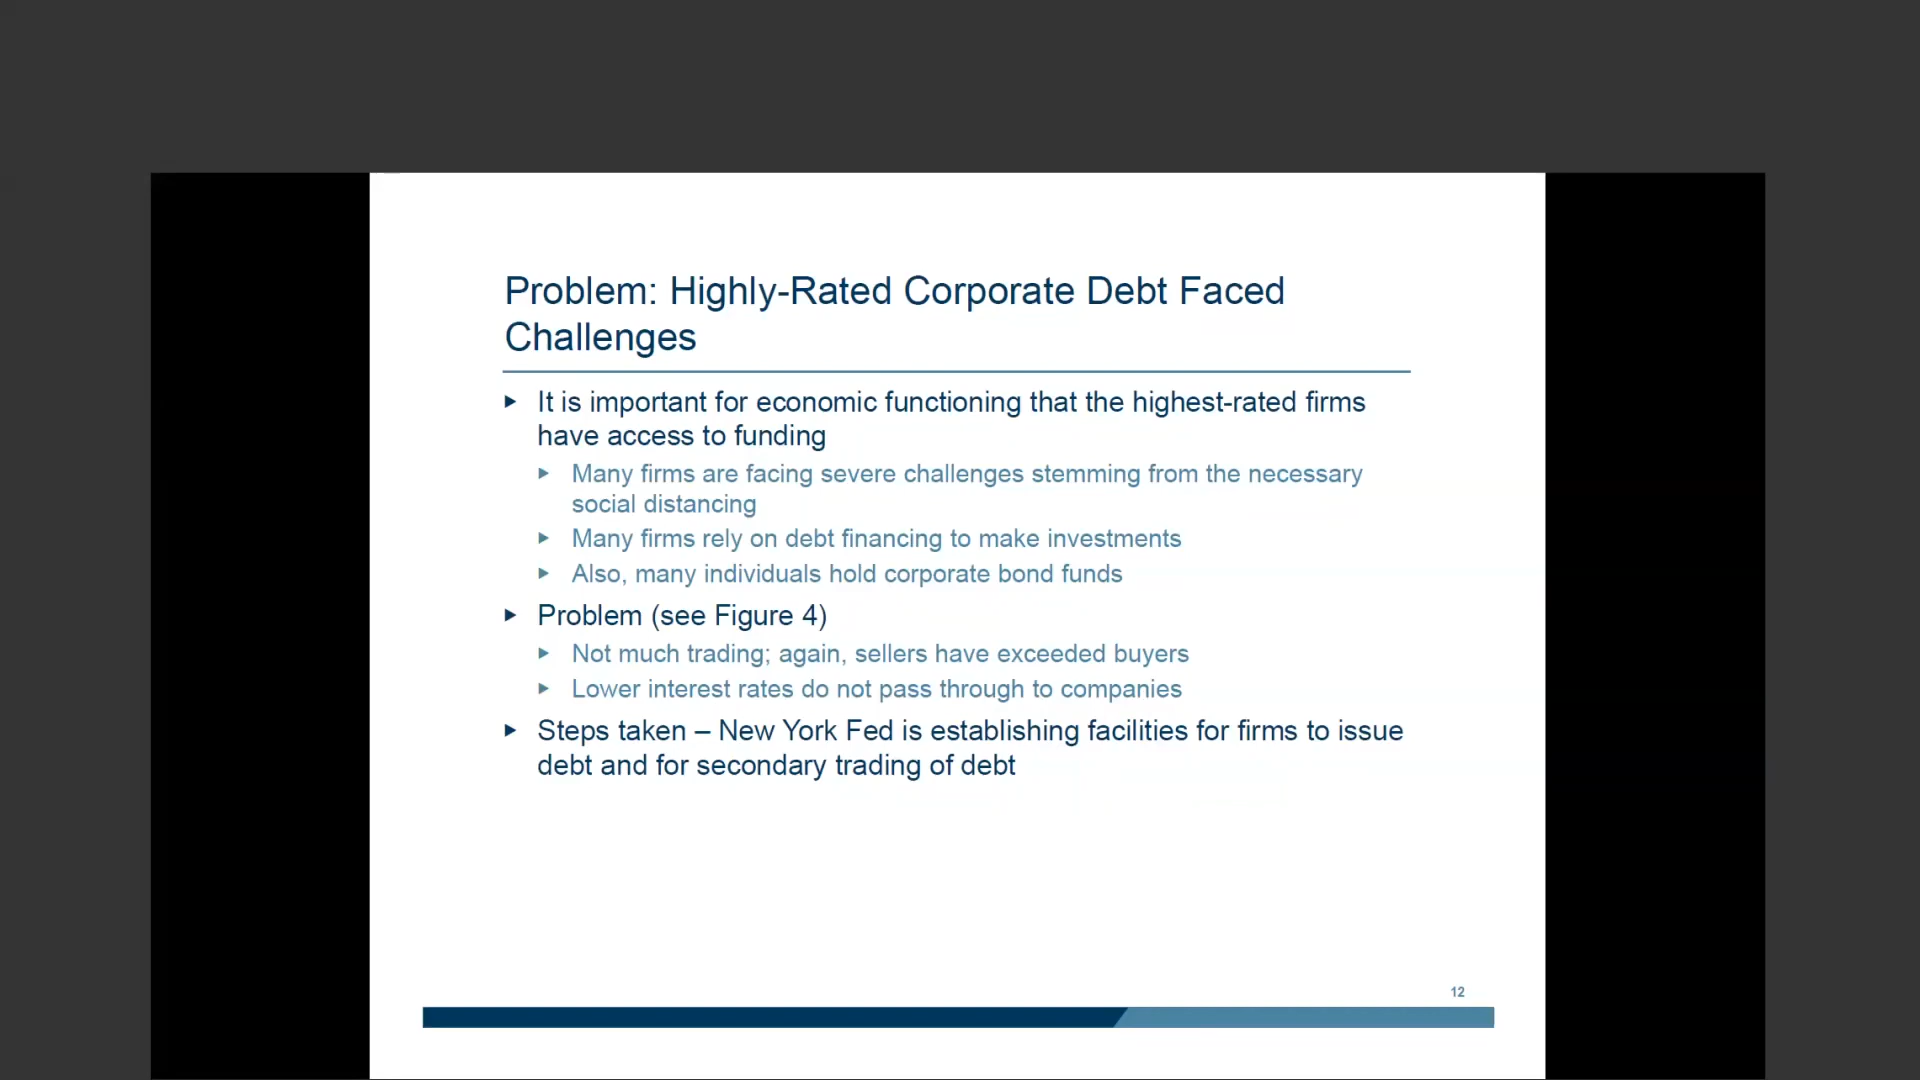 Problem: Highly-Rated Corporate Debt Faced
Challenges
It is important for economic functioning that the highest-rated firms
have access to funding
Many firms are facing severe challenges stemming from the necessary
social distancing
Many firms rely on debt financing to make investments
Also, many individuals hold corporate bond funds
Problem (see Figure 4)
Not much trading; again, sellers have exceeded buyers
Lower interest rates do not pass through to companies
Steps taken – New York Fed is establishing facilities for firms to issue
debt and for secondary trading of debt
12